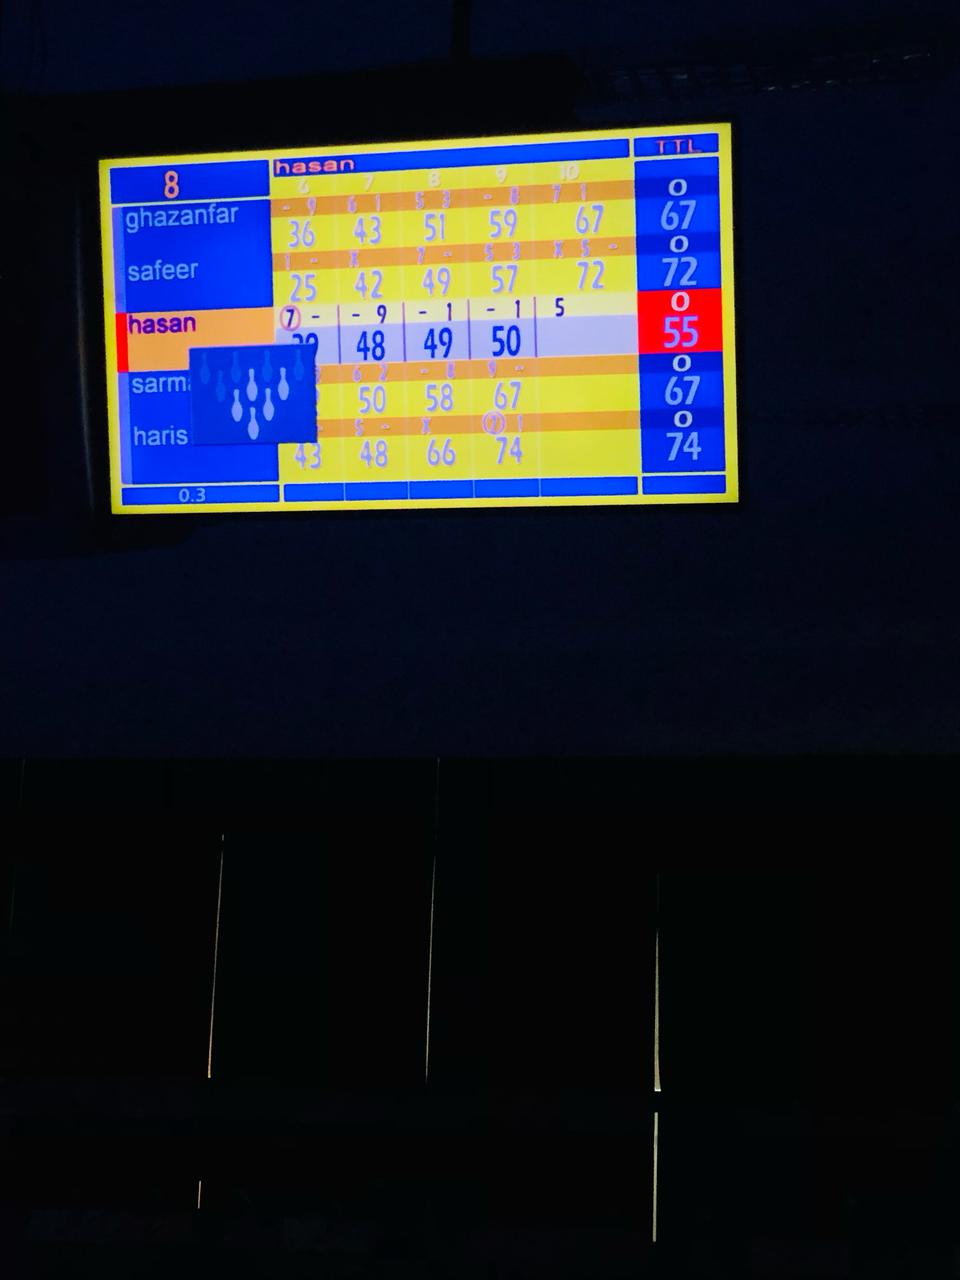 8 hasan TTL
6 7 8 9 10
ghazanfar - 9 6 1 5 3 - 8 7 1 0
36 43 51 59 67 67
safeer 1 - X 7 - 5 3 X 5 - 0
25 42 49 57 72 72
hasan 7 - - 9 - 1 - 1 5 0
48 49 50 55
sarm 6 2 - 8 9 - 0
50 58 67 67
haris 5 - X 7 1 0
43 48 66 74 74
0.3